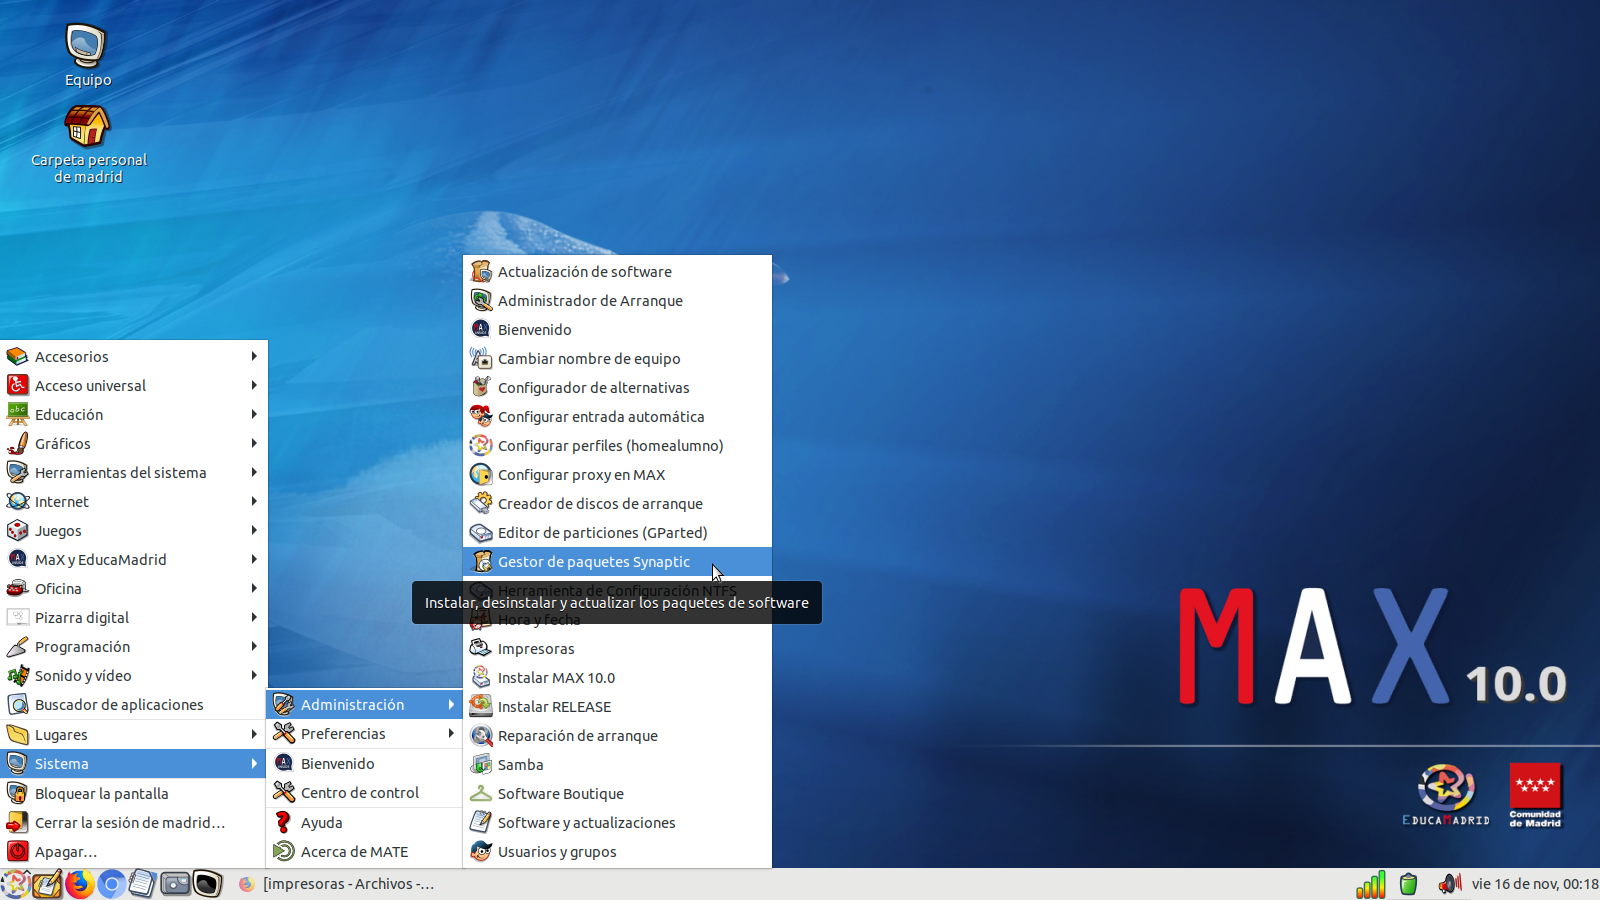 Equipo
Carpeta personal
de madrid
Actualización de software
Administrador de Arranque
Bienvenido
Cambiar nombre de equipo
Configurador de alternativas
Configurar entrada automática
Configurar perfiles (homealumno)
Configurar proxy en MAX
Creador de discos de arranque
Editor de particiones (GParted)
Gestor de paquetes Synaptic
Herramienta de Configuración NTFS
Instalar, desinstalar y actualizar los paquetes de software
Hora y fecha
Impresoras
Instalar MAX 10.0
Instalar RELEASE
Reparación de arranque
Samba
Software Boutique
Software y actualizaciones
Usuarios y grupos
Accesorios
Acceso universal
Educación
Gráficos
Herramientas del sistema
Internet
Juegos
MaX y EducaMadrid
Oficina
Pizarra digital
Programación
Sonido y vídeo
Buscador de aplicaciones
Lugares
Sistema
Bloquear la pantalla
Cerrar la sesión de madrid...
Apagar...
Administración
Preferencias
Bienvenido
Centro de control
Ayuda
Acerca de MATE
MAX 10.0
EDUCAMADRID
Comunidad
de Madrid
[impresoras - Archivos -...
vie 16 de nov, 00:18